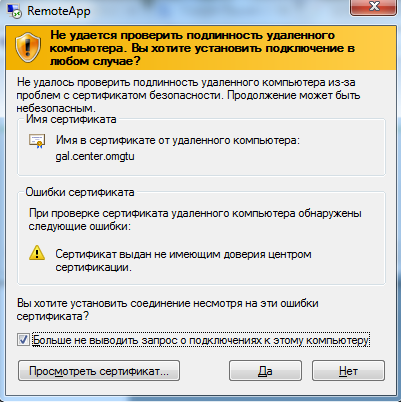 RemoteApp
Не удается проверить подлинность удаленного
компьютера. Вы хотите установить подключение в
любом случае?
Не удалось проверить подлинность удаленного компьютера из-за
проблем с сертификатом безопасности. Продолжение может быть
небезопасным.
Имя сертификата
Имя в сертификате от удаленного компьютера:
gal.center.omgtu
Ошибки сертификата
При проверке сертификата удаленного компьютера обнаружены
следующие ошибки:
Сертификат выдан не имеющим доверия центром
сертификации.
Вы хотите установить соединение несмотря на эти ошибки
сертификата?
Больше не выводить запрос о подключениях к этому компьютеру
Просмотреть сертификат...
Да
Нет